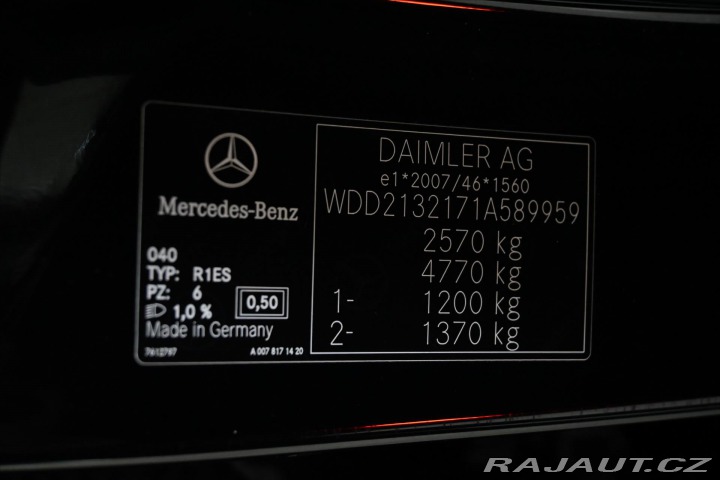 Mercedes-Benz
040
TYP: R1ES
PZ: 6
1,0 %
0,50
Made in Germany
7612767
A 007 817 14 20
DAIMLER AG
e1*2007/46*1560
WDD2132171A589959
2570 kg
4770 kg
1- 1200 kg
2- 1370 kg
RAJAUT.CZ